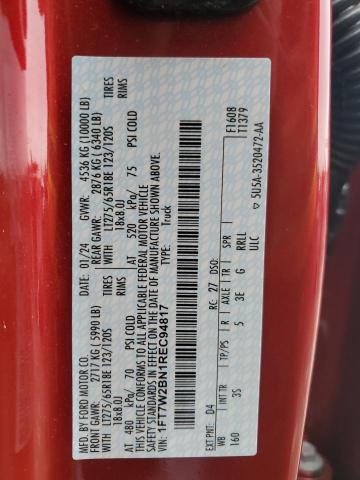 MFD. BY FORD MOTOR CO.
DATE: 01/24 GVWR: 4536 KG (10000 LB)
FRONT GAWR: 2717 KG (5990 LB) REAR GAWR: 2876 KG (6340 LB)
WITH LT275/65R18E 123/120S TIRES WITH LT275/65R18E 123/120S TIRES
18x8.0J RIMS 18x8.0J RIMS
AT 480 kPa/ 70 PSI COLD AT 520 kPa/ 75 PSI COLD
THIS VEHICLE CONFORMS TO ALL APPLICABLE FEDERAL MOTOR VEHICLE
SAFETY STANDARDS IN EFFECT ON THE DATE OF MANUFACTURE SHOWN ABOVE.
VIN: 1FT7W2BN1REC94817
Truck
F1608
T1379
EXT PNT: D4 RC: 27 DSO:
WB INT TR TP/PS R AXLE TR SPR
160 3S 5 3E G RRLL
ULC
5U5A-3520472-AA